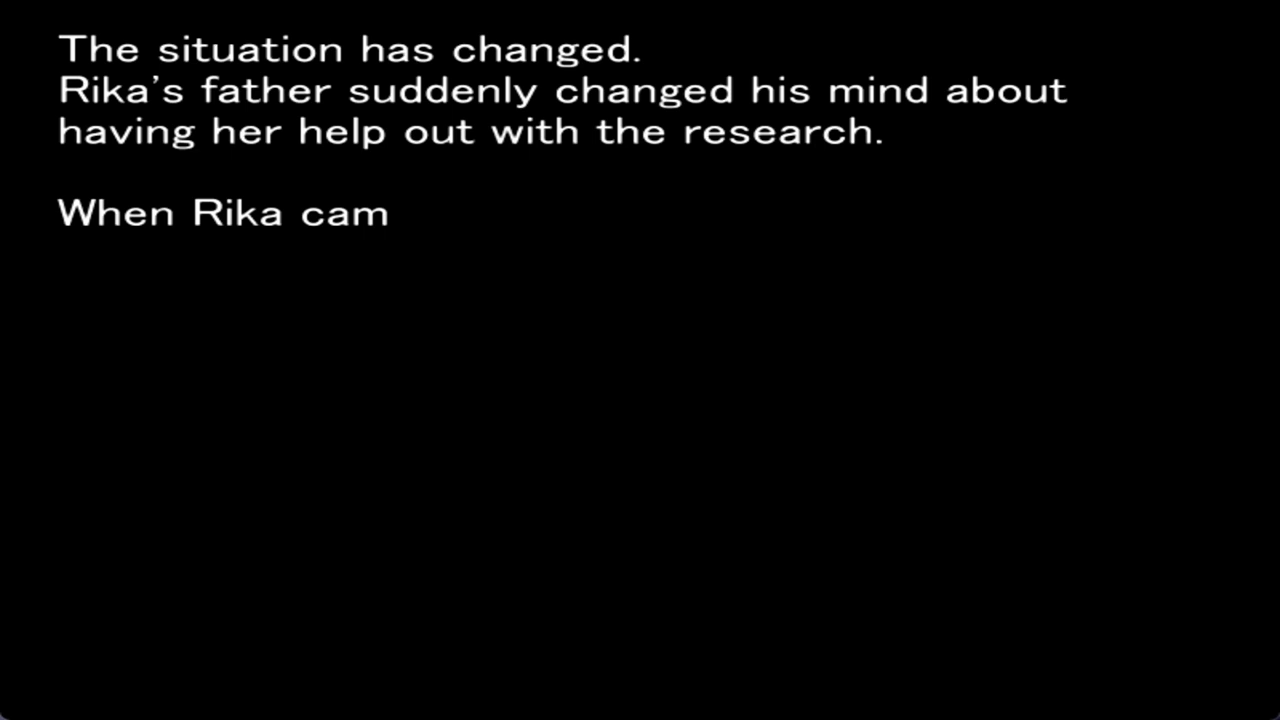 The situation has changed.
Rika’s father suddenly changed his mind about
having her help out with the research.
When Rika cam